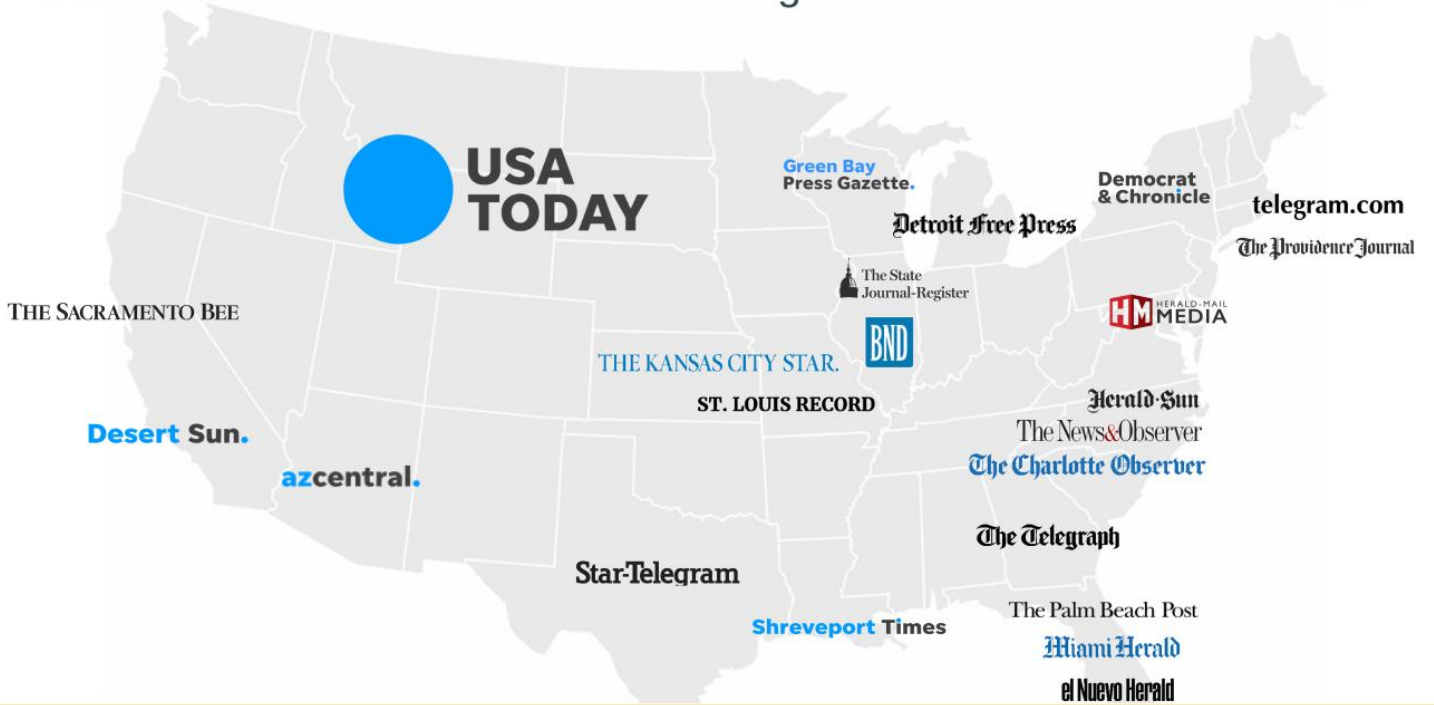 USA
TODAY
Green Bay
Press Gazette.
Democrat
& Chronicle
telegram.com
Detroit Free Press
The Providence Journal
The State
Journal-Register
THE SACRAMENTO BEE
HM HERALD-MAIL
MEDIA
BND
THE KANSAS CITY STAR.
ST. LOUIS RECORD
Herald·Sun
The News&Observer
Desert Sun.
The Charlotte Observer
azcentral.
The Telegraph
Star-Telegram
The Palm Beach Post
Shreveport Times
Miami Herald
el Nuevo Herald